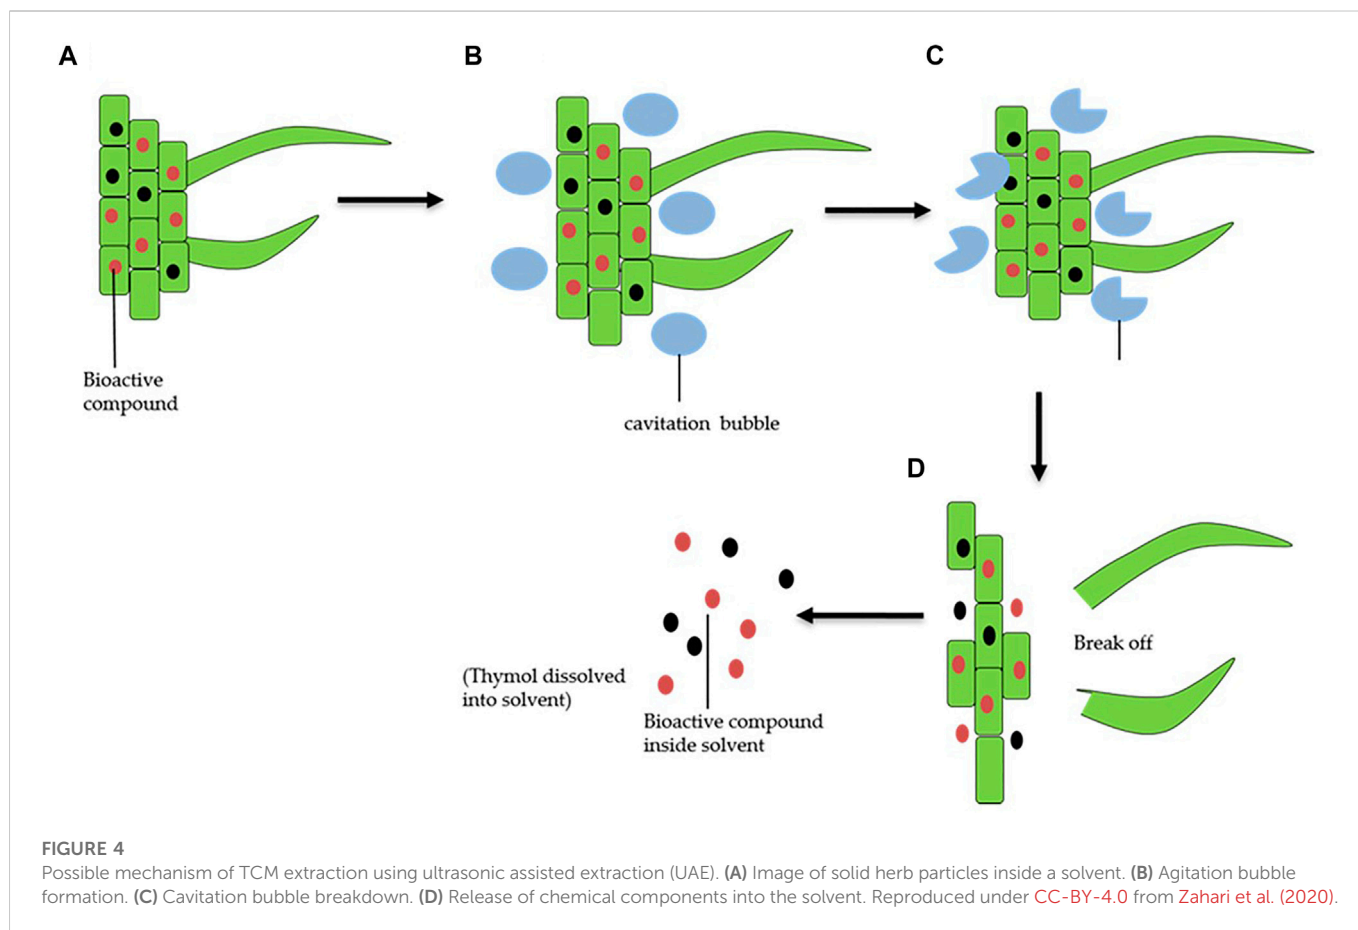 A
B
C
Bioactive
compound
cavitation bubble
D
Break off
(Thymol dissolved
into solvent)
Bioactive compound
inside solvent
FIGURE 4
Possible mechanism of TCM extraction using ultrasonic assisted extraction (UAE). (A) Image of solid herb particles inside a solvent. (B) Agitation bubble
formation. (C) Cavitation bubble breakdown. (D) Release of chemical components into the solvent. Reproduced under CC-BY-4.0 from Zahari et al. (2020).